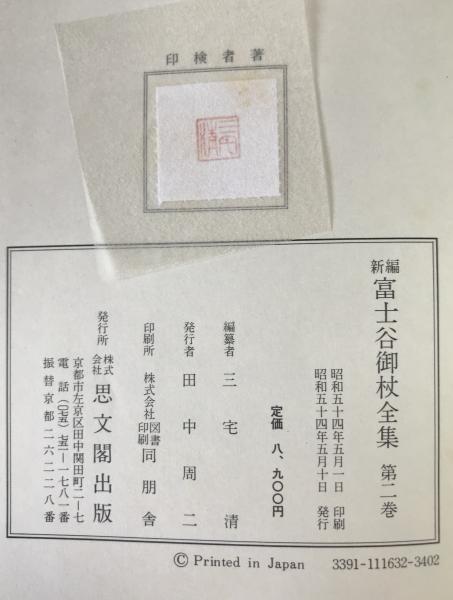 著者検印
三宅清
新編 富士谷御杖全集 第二巻
昭和五十四年五月一日 印刷
昭和五十四年五月十日 発行
定価 八、九〇〇円
編纂者 三宅 清
発行者 田中周二
印刷所 株式会社 図書印刷 同朋舎
発行所 株式会社 思文閣出版
京都市左京区田中関田町二―七
電話(〇七五)七五一―一七八一番
振替京都二六二二八番
© Printed in Japan 3391-111632-3402